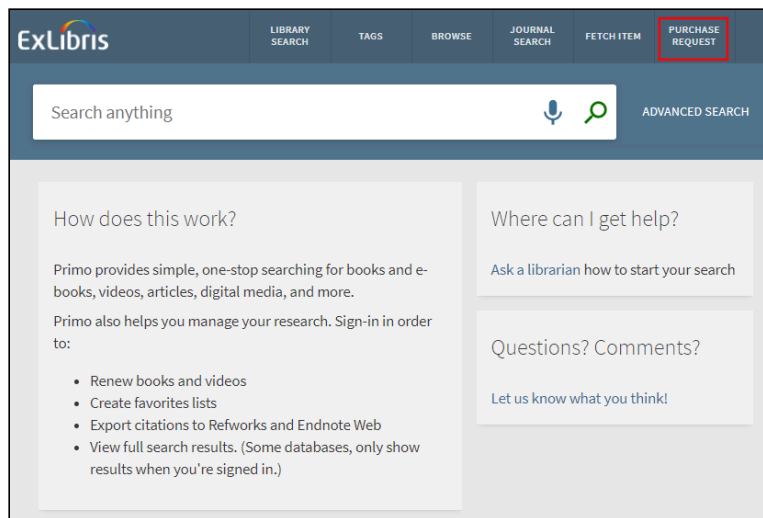 ExLibris
LIBRARY
SEARCH
TAGS
BROWSE
JOURNAL
SEARCH
FETCH ITEM
PURCHASE
REQUEST
Search anything
ADVANCED SEARCH
How does this work?
Primo provides simple, one-stop searching for books and e-
books, videos, articles, digital media, and more.
Primo also helps you manage your research. Sign-in in order
to:
• Renew books and videos
• Create favorites lists
• Export citations to Refworks and Endnote Web
• View full search results. (Some databases, only show
results when you're signed in.)
Where can I get help?
Ask a librarian how to start your search
Questions? Comments?
Let us know what you think!